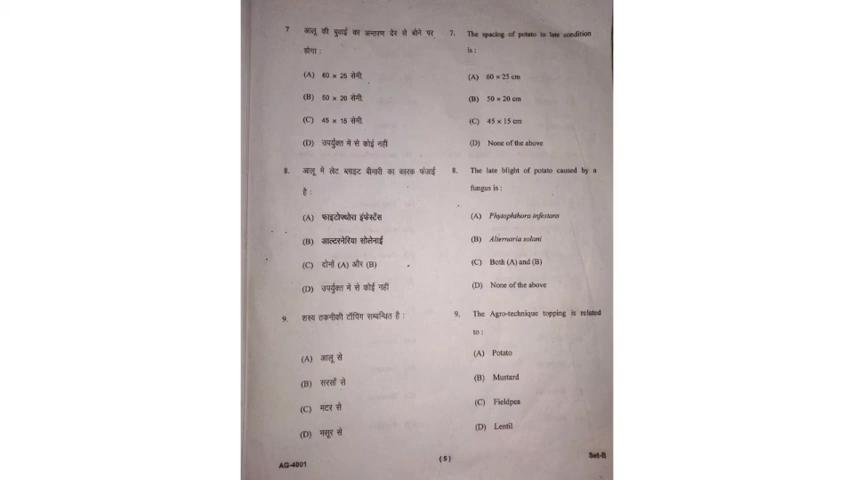 7 आलू की बुवाई का अन्तरण देर से बोने पर
होगा :
(A) 60 × 25 सेमी.
(B) 50 × 20 सेमी.
(C) 45 × 15 सेमी.
(D) उपर्युक्त में से कोई नहीं
8. आलू में लेट ब्लाइट बीमारी का कारक फंजाई
है :
(A) फाइटोफ्थोरा इंफेस्टेंस
(B) आल्टरनेरिया सोलेनाई
(C) दोनों (A) और (B)
(D) उपर्युक्त में से कोई नहीं
9. शस्य तकनीकी टॉपिंग सम्बन्धित है :
(A) आलू से
(B) सरसों से
(C) मटर से
(D) मसूर से
AG-4001
7. The spacing of potato in late condition
is :
(A) 60 × 25 cm
(B) 50 × 20 cm
(C) 45 × 15 cm
(D) None of the above
8. The late blight of potato caused by a
fungus is :
(A) Phytophthora infestans
(B) Alternaria solani
(C) Both (A) and (B)
(D) None of the above
9. The Agro-technique topping is related
to :
(A) Potato
(B) Mustard
(C) Fieldpea
(D) Lentil
(5)
Set-B